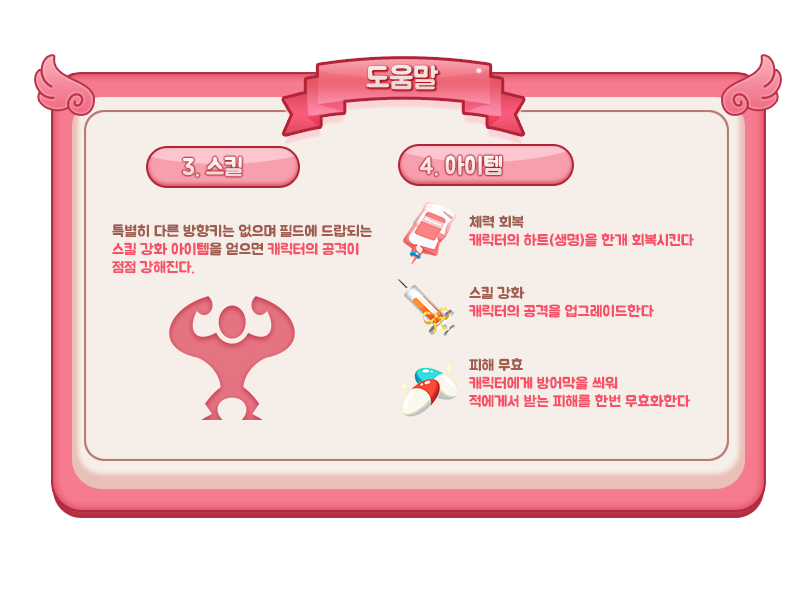 도움말
3. 스킬
특별히 다른 방향키는 없으며 필드에 드랍되는
스킬 강화 아이템을 얻으면 캐릭터의 공격이
점점 강해진다.
4. 아이템
체력 회복
캐릭터의 하트(생명)을 한개 회복시킨다
스킬 강화
캐릭터의 공격을 업그레이드한다
피해 무효
캐릭터에게 방어막을 씌워
적에게서 받는 피해를 한번 무효화한다